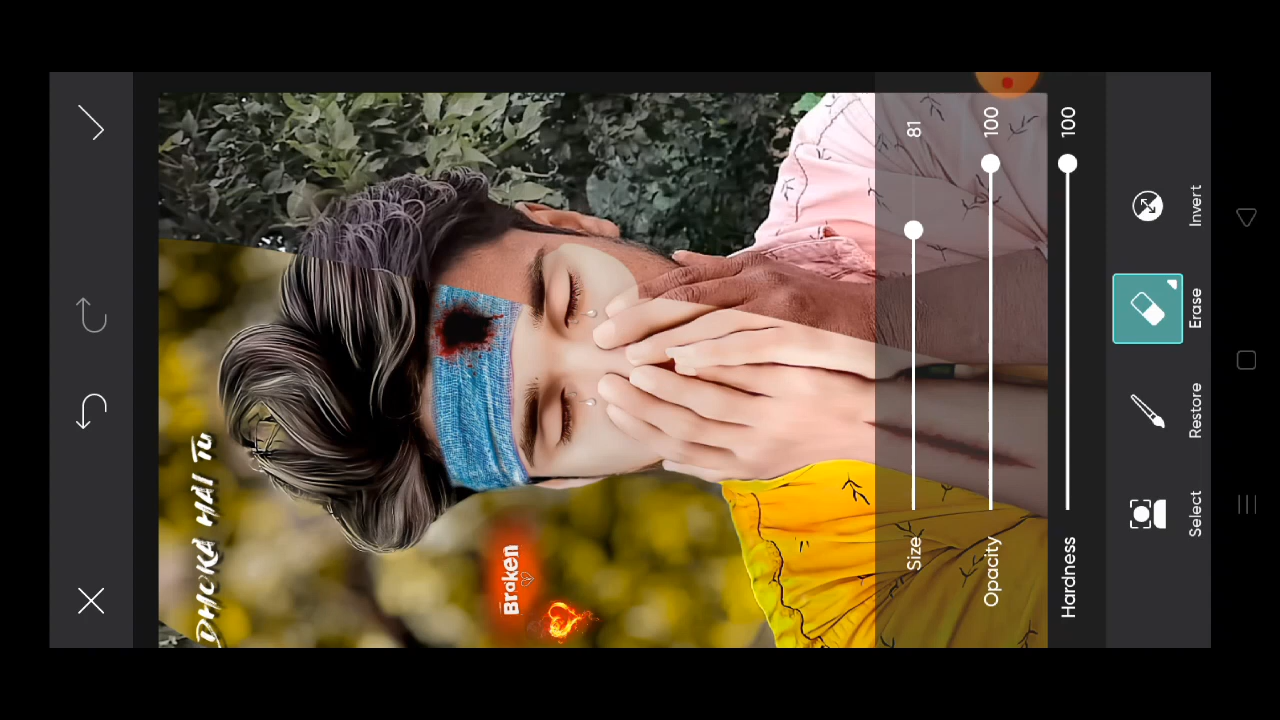 DHOKA HAI TU
Broken
81
100
100
Size
Opacity
Hardness
Select
Restore
Erase
Invert